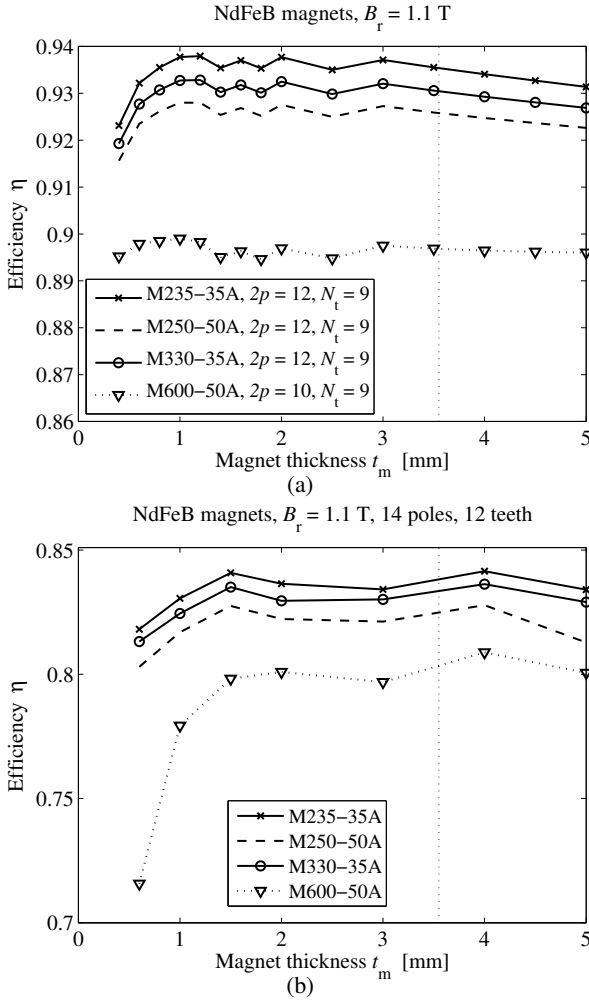 NdFeB magnets, B_r = 1.1 T
0.94
0.93
0.92
0.91
0.9
0.89
0.88
0.87
0.86
Efficiency η
M235−35A, 2p = 12, N_t = 9
M250−50A, 2p = 12, N_t = 9
M330−35A, 2p = 12, N_t = 9
M600−50A, 2p = 10, N_t = 9
0 1 2 3 4 5
Magnet thickness t_m [mm]
(a)
NdFeB magnets, B_r = 1.1 T, 14 poles, 12 teeth
0.85
0.8
0.75
0.7
Efficiency η
M235−35A
M250−50A
M330−35A
M600−50A
0 1 2 3 4 5
Magnet thickness t_m [mm]
(b)